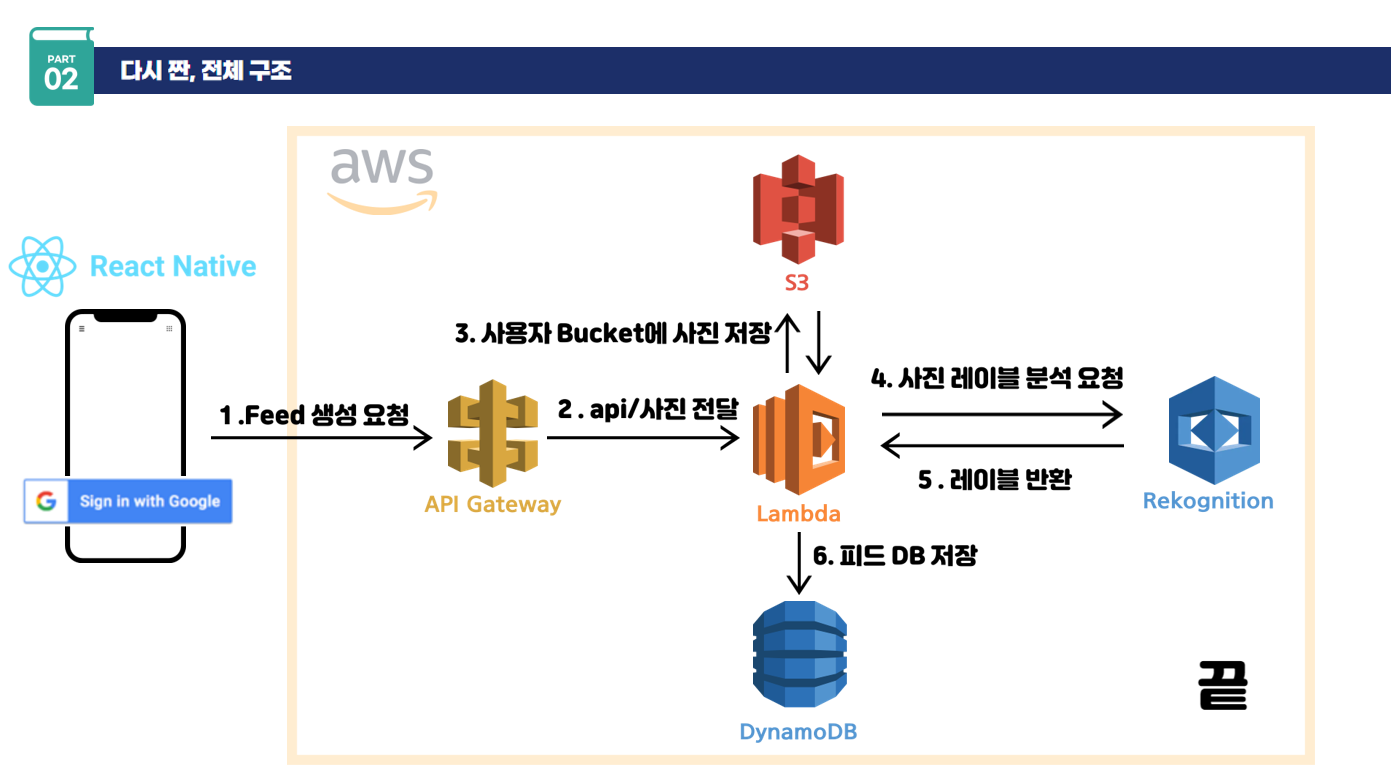 PART
02
다시 짠, 전체 구조
aws
React Native
S3
3. 사용자 Bucket에 사진 저장
4. 사진 레이블 분석 요청
1 .Feed 생성 요청
2 . api/사진 전달
5 . 레이블 반환
G Sign in with Google
API Gateway
Lambda
Rekognition
6. 피드 DB 저장
끝
DynamoDB